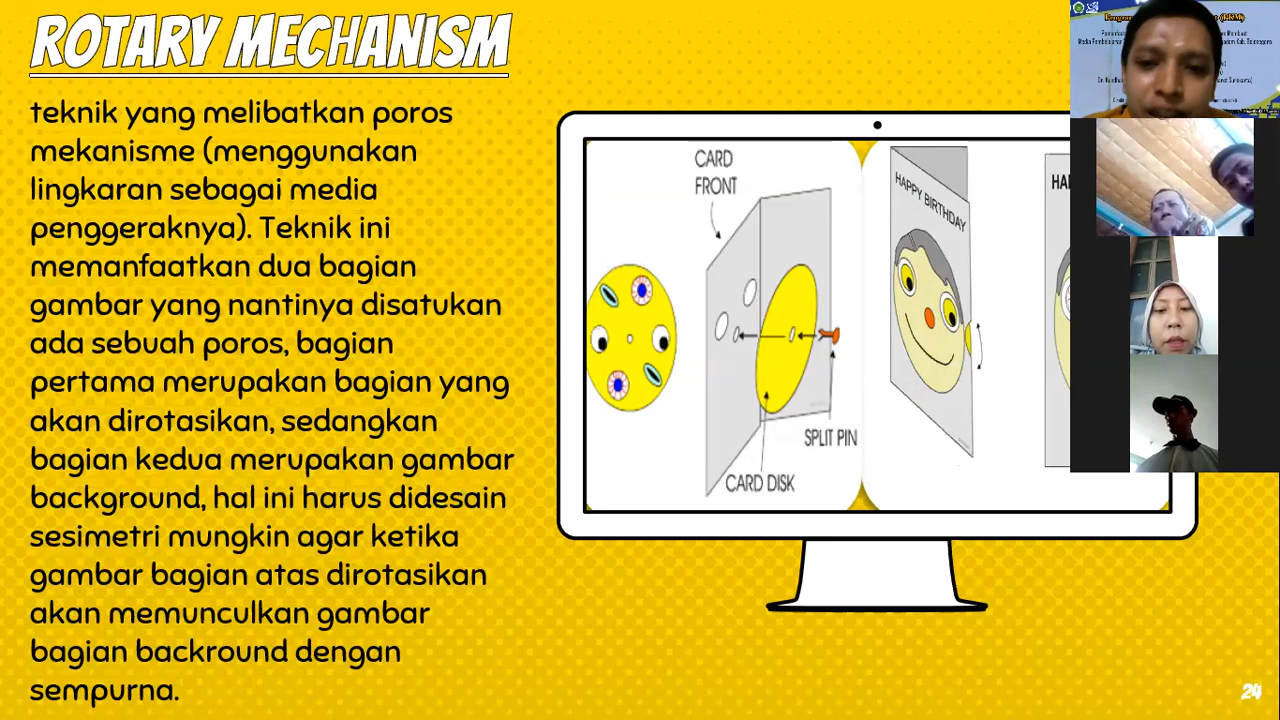 ROTARY MECHANISM
teknik yang melibatkan poros
mekanisme (menggunakan
lingkaran sebagai media
penggeraknya). Teknik ini
memanfaatkan dua bagian
gambar yang nantinya disatukan
ada sebuah poros, bagian
pertama merupakan bagian yang
akan dirotasikan, sedangkan
bagian kedua merupakan gambar
background, hal ini harus didesain
sesimetri mungkin agar ketika
gambar bagian atas dirotasikan
akan memunculkan gambar
bagian backround dengan
sempurna.
CARD
FRONT
SPLIT PIN
CARD DISK
HAPPY BIRTHDAY
24